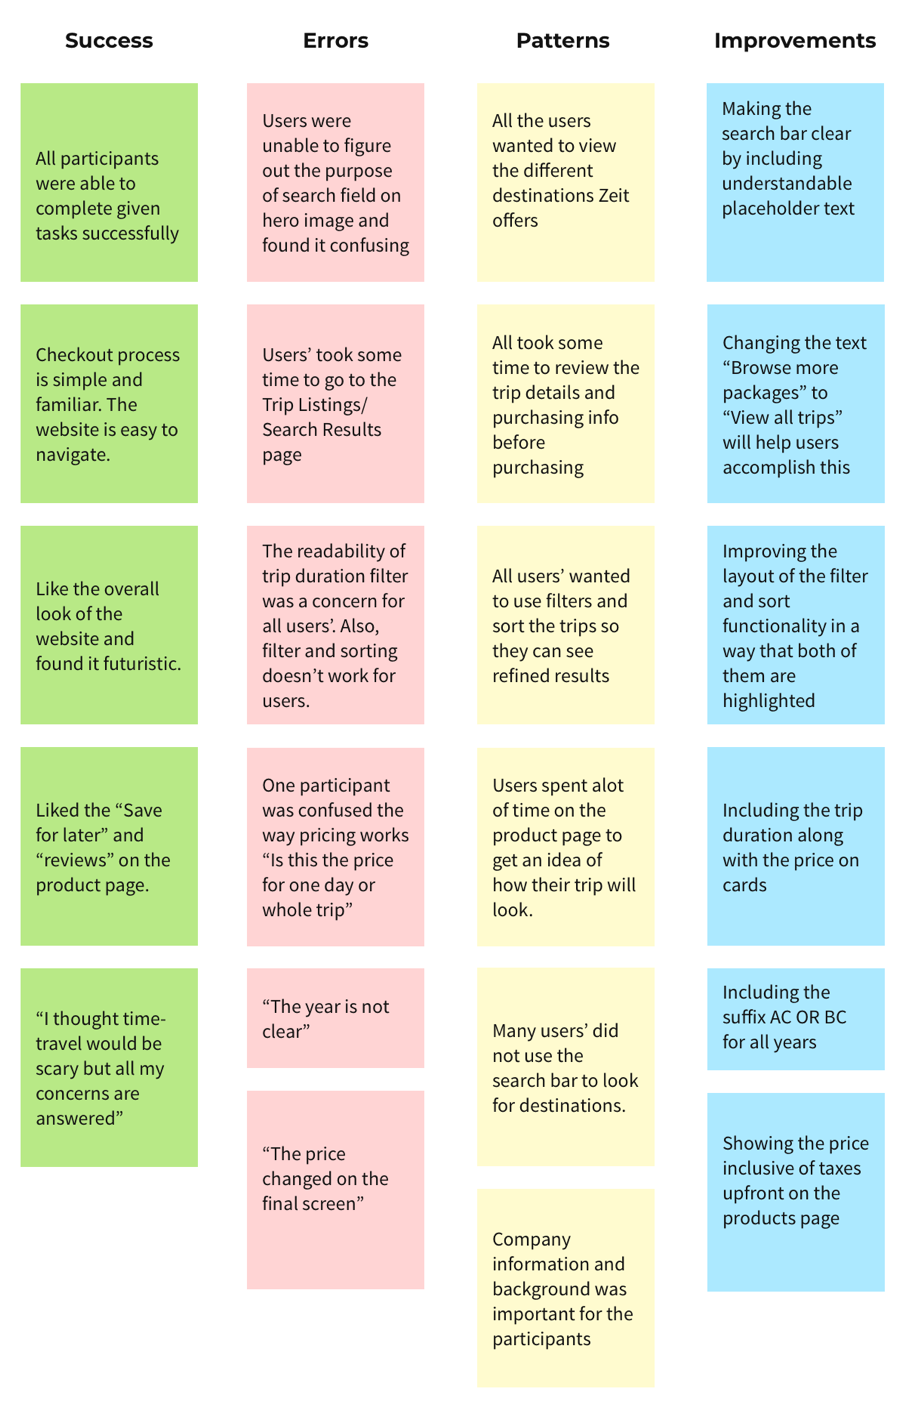 Success
All participants
were able to
complete given
tasks successfully
Checkout process
is simple and
familiar. The
website is easy to
navigate.
Like the overall
look of the
website and
found it futuristic.
Liked the “Save
for later” and
“reviews” on the
product page.
“I thought time-
travel would be
scary but all my
concerns are
answered”
Errors
Users were
unable to figure
out the purpose
of search field on
hero image and
found it confusing
Users’ took some
time to go to the
Trip Listings/
Search Results
page
The readability of
trip duration filter
was a concern for
all users’. Also,
filter and sorting
doesn’t work for
users.
One participant
was confused the
way pricing works
“Is this the price
for one day or
whole trip”
“The year is not
clear”
“The price
changed on the
final screen”
Patterns
All the users
wanted to view
the different
destinations Zeit
offers
All took some
time to review the
trip details and
purchasing info
before
purchasing
All users’ wanted
to use filters and
sort the trips so
they can see
refined results
Users spent alot
of time on the
product page to
get an idea of
how their trip will
look.
Many users’ did
not use the
search bar to look
for destinations.
Company
information and
background was
important for the
participants
Improvements
Making the
search bar clear
by including
understandable
placeholder text
Changing the text
“Browse more
packages” to
“View all trips”
will help users
accomplish this
Improving the
layout of the filter
and sort
functionality in a
way that both of
them are
highlighted
Including the trip
duration along
with the price on
cards
Including the
suffix AC OR BC
for all years
Showing the price
inclusive of taxes
upfront on the
products page